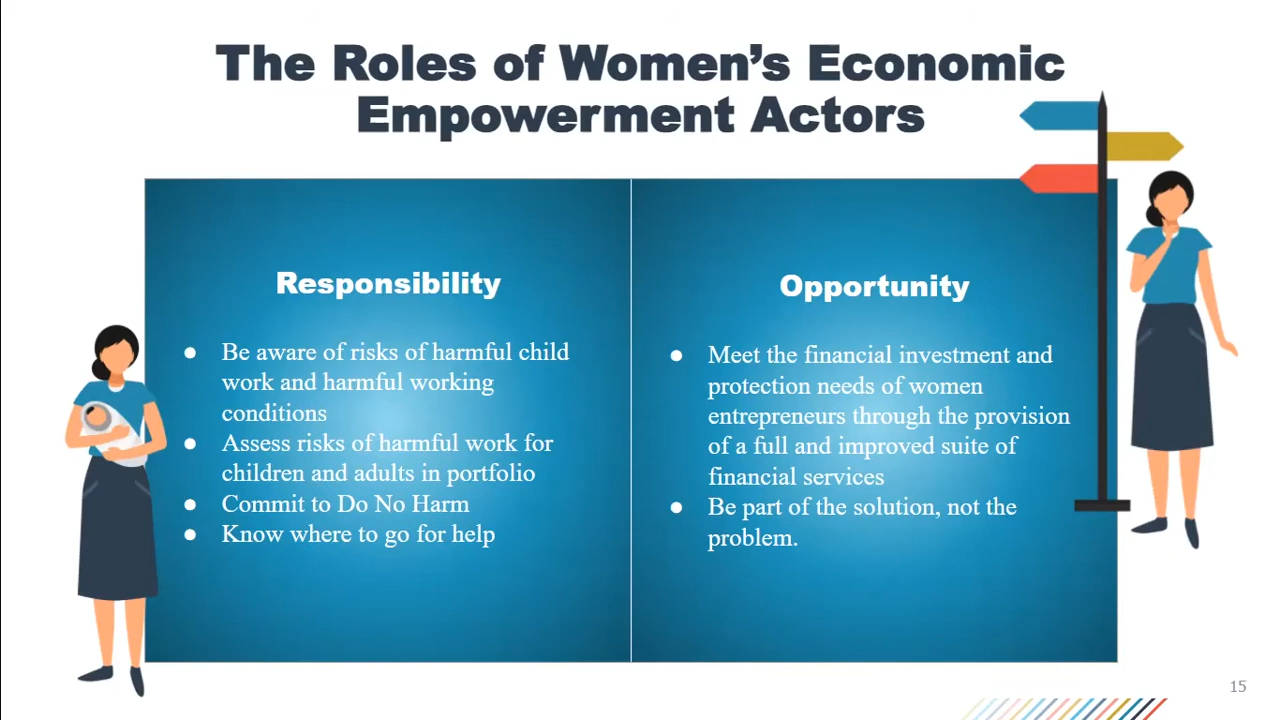 The Roles of Women's Economic
Empowerment Actors
Responsibility
● Be aware of risks of harmful child
work and harmful working
conditions
● Assess risks of harmful work for
children and adults in portfolio
● Commit to Do No Harm
● Know where to go for help
Opportunity
● Meet the financial investment and
protection needs of women
entrepreneurs through the provision
of a full and improved suite of
financial services
● Be part of the solution, not the
problem.
15